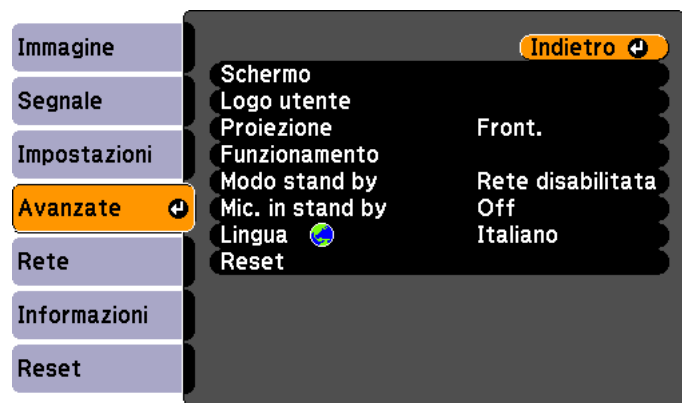 Immagine
Segnale
Impostazioni
Avanzate
Rete
Informazioni
Reset
Indietro
Schermo
Logo utente
Proiezione Front.
Funzionamento
Modo stand by Rete disabilitata
Mic. in stand by Off
Lingua Italiano
Reset